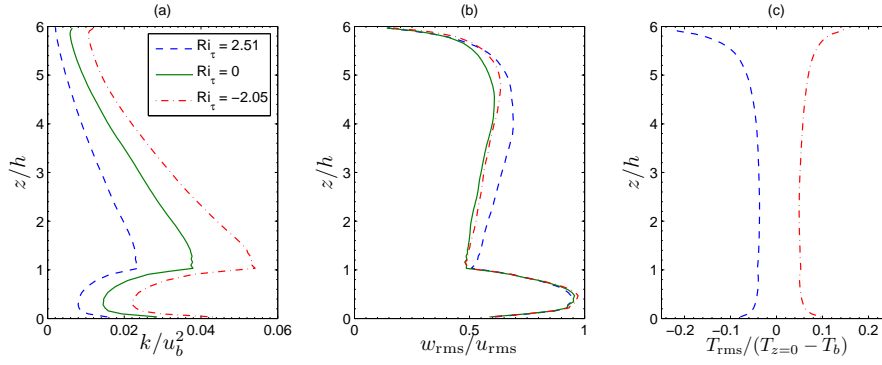 (a)
(b)
(c)
6
5
4
3
2
1
0
z/h
Ri_τ = 2.51
Ri_τ = 0
Ri_τ = −2.05
0
0.02
0.04
0.06
k/u_b^2
6
5
4
3
2
1
0
z/h
0
0.5
1
w_rms/u_rms
6
5
4
3
2
1
0
z/h
−0.2
−0.1
0
0.1
0.2
T_rms/(T_{z=0} − T_b)